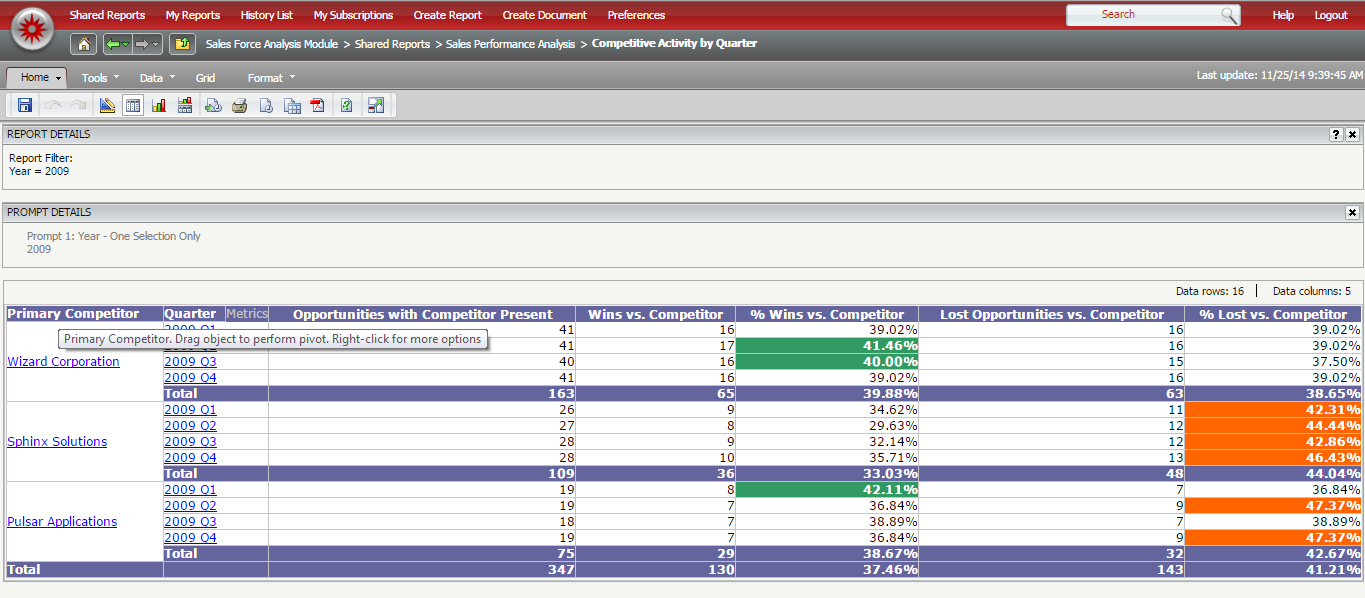 Shared Reports My Reports History List My Subscriptions Create Report Create Document Preferences Search Help Logout
Sales Force Analysis Module > Shared Reports > Sales Performance Analysis > Competitive Activity by Quarter
Home Tools Data Grid Format Last update: 11/25/14 9:39:45 AM
REPORT DETAILS
Report Filter:
Year = 2009
PROMPT DETAILS
Prompt 1: Year - One Selection Only
2009
Data rows: 16 Data columns: 5
Primary Competitor Quarter Metrics Opportunities with Competitor Present Wins vs. Competitor % Wins vs. Competitor Lost Opportunities vs. Competitor % Lost vs. Competitor
2009 Q1 41 16 39.02% 16 39.02%
Primary Competitor. Drag object to perform pivot. Right-click for more options
41 17 41.46% 16 39.02%
Wizard Corporation 2009 Q3 40 16 40.00% 15 37.50%
2009 Q4 41 16 39.02% 16 39.02%
Total 163 65 39.88% 63 38.65%
2009 Q1 26 9 34.62% 11 42.31%
2009 Q2 27 8 29.63% 12 44.44%
Sphinx Solutions 2009 Q3 28 9 32.14% 12 42.86%
2009 Q4 28 10 35.71% 13 46.43%
Total 109 36 33.03% 48 44.04%
2009 Q1 19 8 42.11% 7 36.84%
2009 Q2 19 7 36.84% 9 47.37%
Pulsar Applications 2009 Q3 18 7 38.89% 7 38.89%
2009 Q4 19 7 36.84% 9 47.37%
Total 75 29 38.67% 32 42.67%
Total 347 130 37.46% 143 41.21%